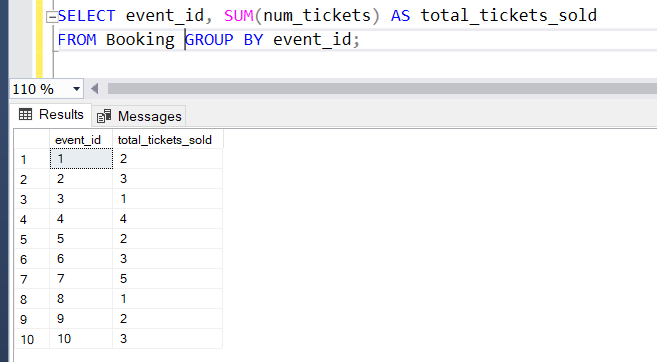 SELECT event_id, SUM(num_tickets) AS total_tickets_sold
FROM Booking GROUP BY event_id;
110 %
Results Messages
event_id total_tickets_sold
1 1 2
2 2 3
3 3 1
4 4 4
5 5 2
6 6 3
7 7 5
8 8 1
9 9 2
10 10 3